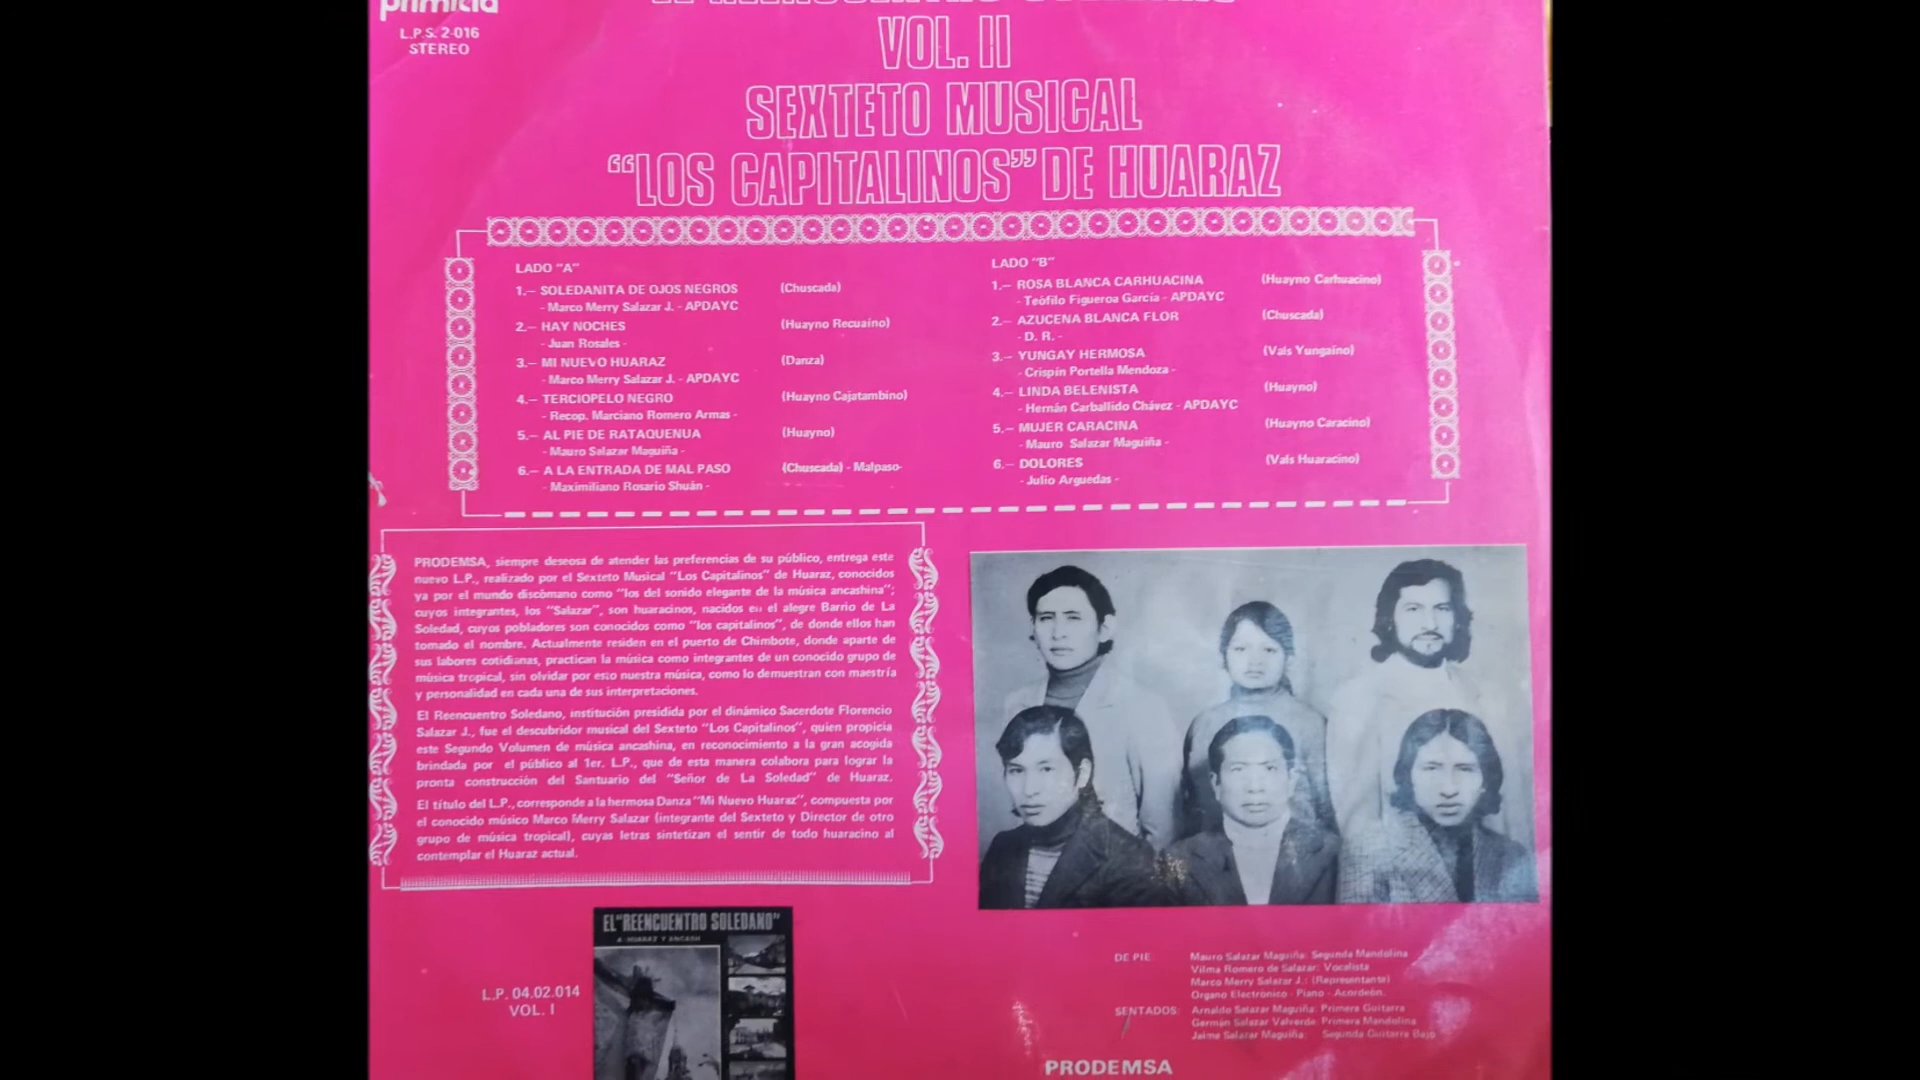 primicia
L.P.S. 2-016
STEREO
VOL. II
SEXTETO MUSICAL
“LOS CAPITALINOS” DE HUARAZ
LADO “A”
1.— SOLEDANITA DE OJOS NEGROS (Chuscada)
- Marco Merry Salazar J. - APDAYC
2.— HAY NOCHES (Huayno Recuaino)
- Juan Rosales -
3.— MI NUEVO HUARAZ (Danza)
- Marco Merry Salazar J. - APDAYC
4.— TERCIOPELO NEGRO (Huayno Cajatambino)
- Recop. Marciano Romero Armas -
5.— AL PIE DE RATAQUENUA (Huayno)
- Mauro Salazar Maguiña -
6.— A LA ENTRADA DE MAL PASO (Chuscada) - Malpaso-
- Maximiliano Rosario Shuán -
LADO “B”
1.— ROSA BLANCA CARHUACINA (Huayno Carhuacino)
- Teófilo Figueroa García - APDAYC
2.— AZUCENA BLANCA FLOR (Chuscada)
- D. R. -
3.— YUNGAY HERMOSA (Vals Yungaino)
- Crispín Portella Mendoza -
4.— LINDA BELENISTA (Huayno)
- Hernán Carballido Chávez - APDAYC
5.— MUJER CARACINA (Huayno Caracino)
- Mauro Salazar Maguiña -
6.— DOLORES (Vals Huaracino)
- Julio Arguedas -
PRODEMSA, siempre deseosa de atender las preferencias de su público, entrega este
nuevo L.P., realizado por el Sexteto Musical “Los Capitalinos” de Huaraz, conocidos
ya por el mundo discómano como “los del sonido elegante de la música ancashina”;
cuyos integrantes, los “Salazar”, son huaracinos, nacidos en el alegre Barrio de La
Soledad, cuyos pobladores son conocidos como “los capitalinos”, de donde ellos han
tomado el nombre. Actualmente residen en el puerto de Chimbote, donde aparte de
sus labores cotidianas, practican la música como integrantes de un conocido grupo de
música tropical, sin olvidar por esto nuestra música, como lo demuestran con maestría
y personalidad en cada una de sus interpretaciones.
El Reencuentro Soledano, institución presidida por el dinámico Sacerdote Florencio
Salazar J., fue el descubridor musical del Sexteto “Los Capitalinos”, quien propicia
este Segundo Volumen de música ancashina, en reconocimiento a la gran acogida
brindada por el público al 1er. L.P., que de esta manera colabora para lograr la
pronta construcción del Santuario del “Señor de La Soledad” de Huaraz.
El título del L.P., corresponde a la hermosa Danza “Mi Nuevo Huaraz”, compuesta por
el conocido músico Marco Merry Salazar (integrante del Sexteto y Director de otro
grupo de música tropical), cuyas letras sintetizan el sentir de todo huaracino al
contemplar el Huaraz actual.
EL “REENCUENTRO SOLEDANO”
A HUARAZ Y ANCASH
L.P. 04.02.014
VOL. I
DE PIE: Mauro Salazar Maguiña: Segunda Mandolina
Vilma Romero de Salazar: Vocalista
Marco Merry Salazar J.: (Representante)
Organo Electrónico - Piano - Acordeón.
SENTADOS: Arnaldo Salazar Maguiña: Primera Guitarra
Germán Salazar Valverde: Primera Mandolina
Jaime Salazar Maguiña: Segunda Guitarra Bajo
PRODEMSA